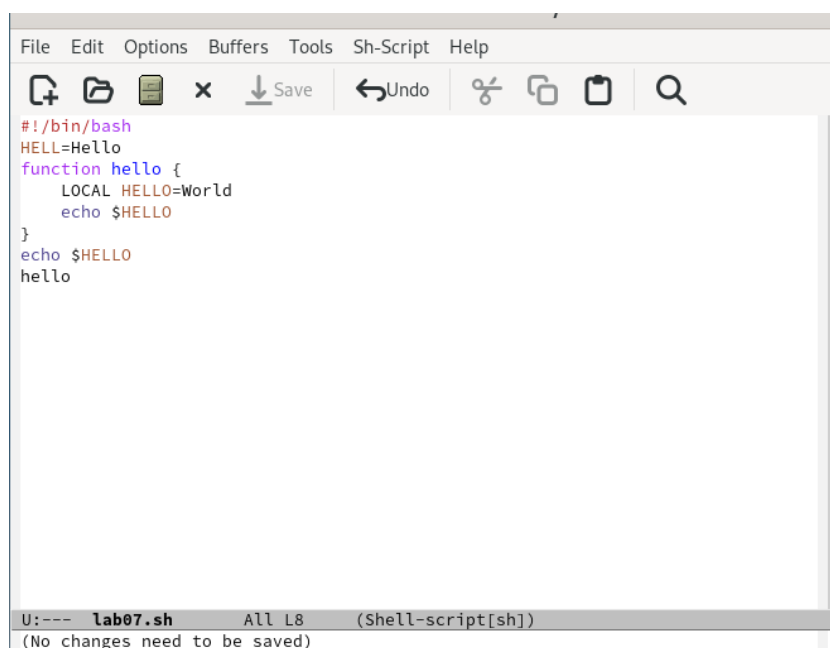 File Edit Options Buffers Tools Sh-Script Help
Save Undo
#!/bin/bash
HELL=Hello
function hello {
    LOCAL HELLO=World
    echo $HELLO
}
echo $HELLO
hello
U:--- lab07.sh All L8 (Shell-script[sh])
(No changes need to be saved)